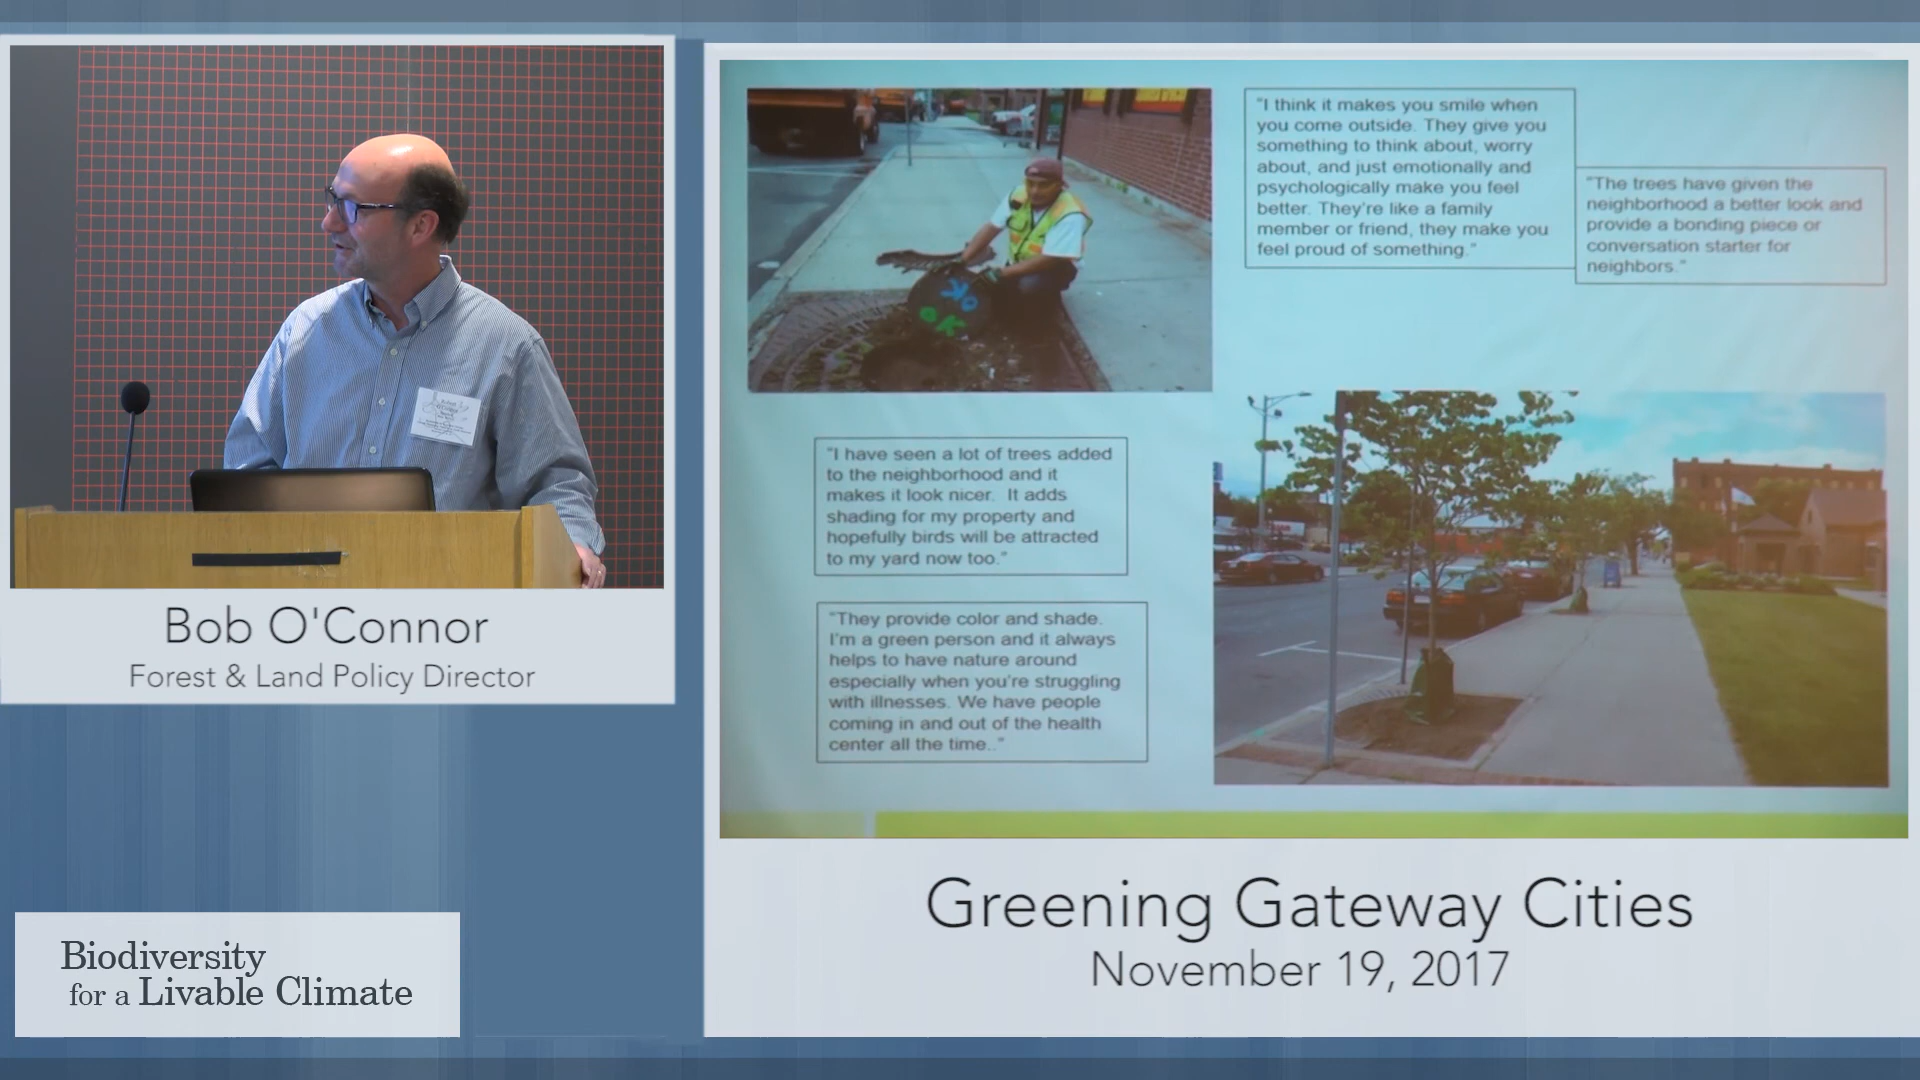 "I think it makes you smile when
you come outside. They give you
something to think about, worry
about, and just emotionally and
psychologically make you feel
better. They're like a family
member or friend, they make you
feel proud of something."
"The trees have given the
neighborhood a better look and
provide a bonding piece or
conversation starter for
neighbors."
OK
OK
"I have seen a lot of trees added
to the neighborhood and it
makes it look nicer. It adds
shading for my property and
hopefully birds will be attracted
to my yard now too."
"They provide color and shade.
I'm a green person and it always
helps to have nature around
especially when you're struggling
with illnesses. We have people
coming in and out of the health
center all the time.."
Bob O'Connor
Forest & Land Policy Director
Greening Gateway Cities
November 19, 2017
Biodiversity
for a Livable Climate